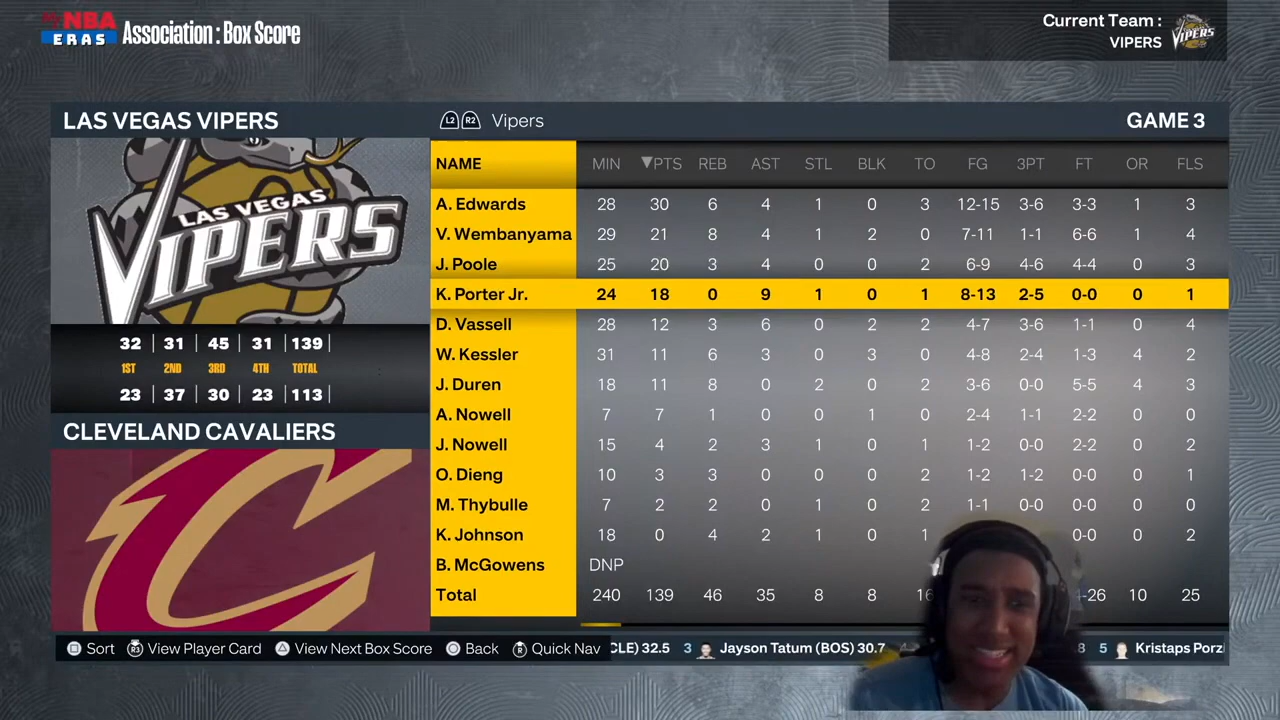 MyNBA
ERAS
Association : Box Score
Current Team :
VIPERS
VIPERS
LAS VEGAS VIPERS
LAS VEGAS
VIPERS
32 | 31 | 45 | 31 | 139 |
1ST 2ND 3RD 4TH TOTAL
23 | 37 | 30 | 23 | 113 |
CLEVELAND CAVALIERS
L2 R2 Vipers GAME 3
NAME MIN ▼PTS REB AST STL BLK TO FG 3PT FT OR FLS
A. Edwards 28 30 6 4 1 0 3 12-15 3-6 3-3 1 3
V. Wembanyama 29 21 8 4 1 2 0 7-11 1-1 6-6 1 4
J. Poole 25 20 3 4 0 0 2 6-9 4-6 4-4 0 3
K. Porter Jr. 24 18 0 9 1 0 1 8-13 2-5 0-0 0 1
D. Vassell 28 12 3 6 0 2 2 4-7 3-6 1-1 0 4
W. Kessler 31 11 6 3 0 3 0 4-8 2-4 1-3 4 2
J. Duren 18 11 8 0 2 0 2 3-6 0-0 5-5 4 3
A. Nowell 7 7 1 0 0 1 0 2-4 1-1 2-2 0 0
J. Nowell 15 4 2 3 1 0 1 1-2 0-0 2-2 0 2
O. Dieng 10 3 3 0 0 0 2 1-2 1-2 0-0 0 1
M. Thybulle 7 2 2 0 1 0 2 1-1 0-0 0-0 0 0
K. Johnson 18 0 4 2 1 0 1 0-0 0 2
B. McGowens DNP
Total 240 139 46 35 8 8 16 -26 10 25
Sort R3 View Player Card View Next Box Score Back R Quick Nav CLE) 32.5 3 Jayson Tatum (BOS) 30.7 8 5 Kristaps Porz